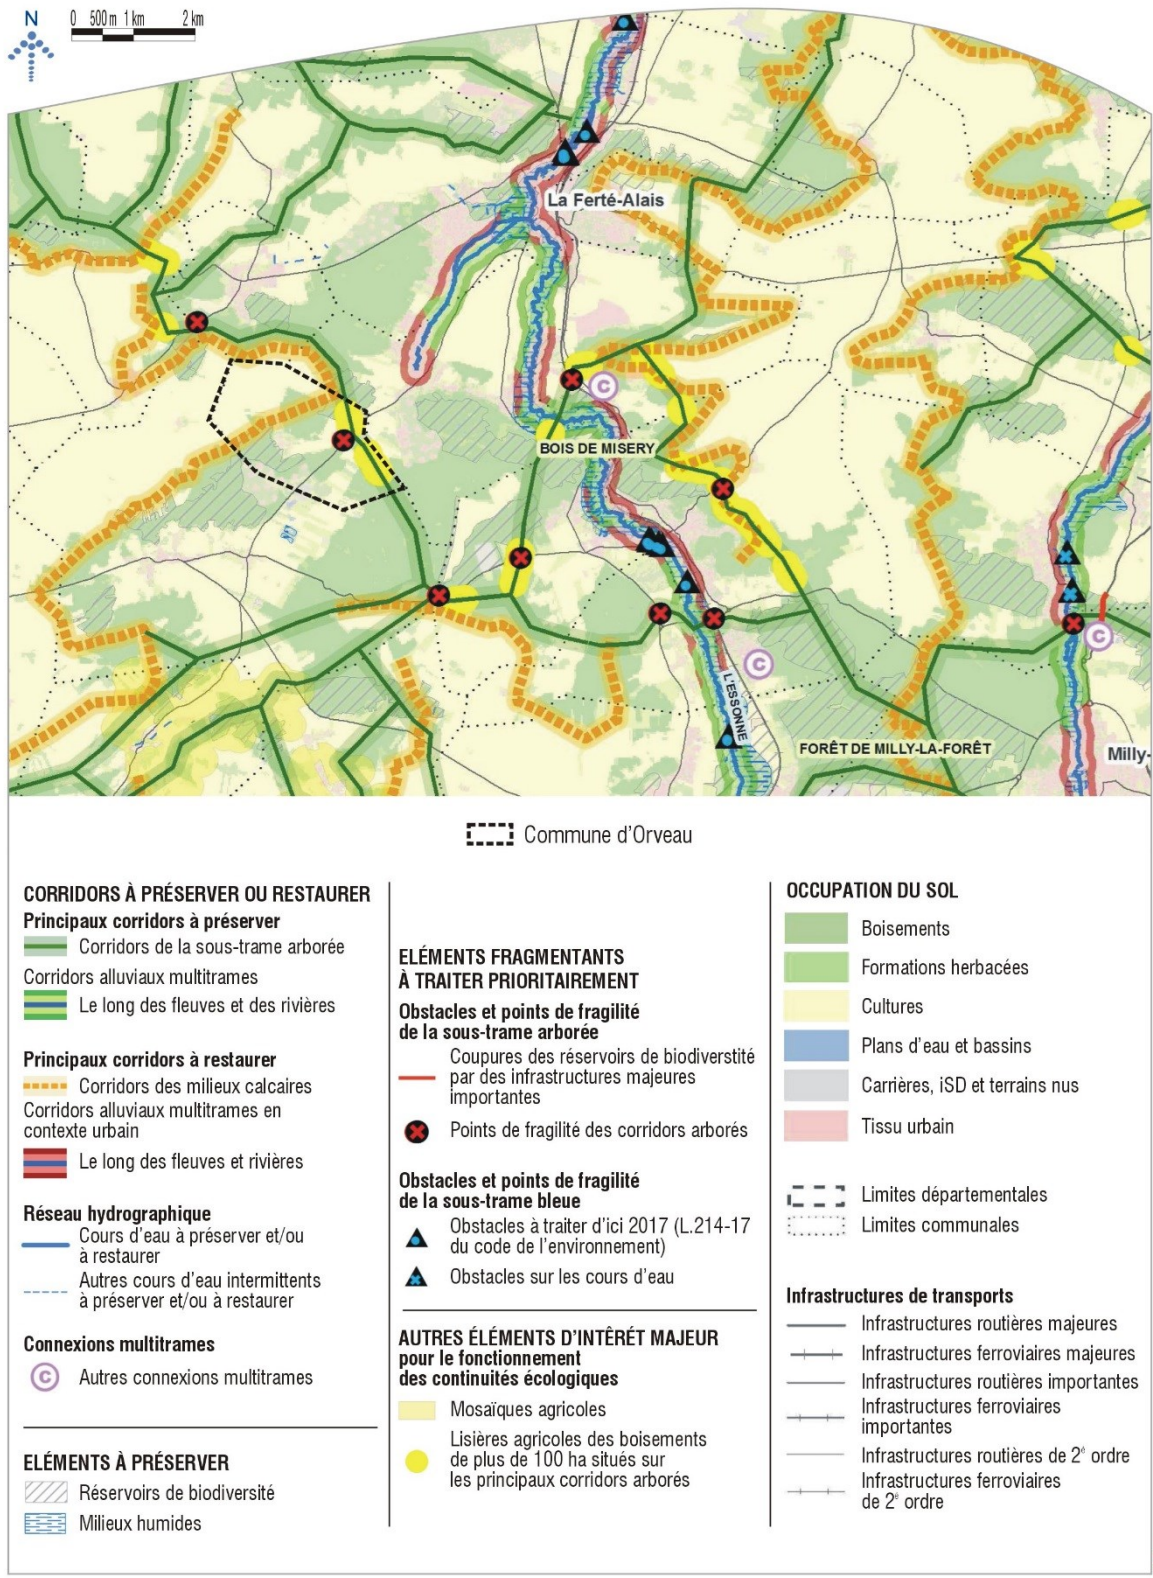 N
0 500 m 1 km 2 km
La Ferté-Alais
C
BOIS DE MISERY
C
C
L'ESSONNE
FORÊT DE MILLY-LA-FORÊT
Milly-
Commune d'Orveau
CORRIDORS À PRÉSERVER OU RESTAURER
Principaux corridors à préserver
Corridors de la sous-trame arborée
Corridors alluviaux multitrames
Le long des fleuves et des rivières
Principaux corridors à restaurer
Corridors des milieux calcaires
Corridors alluviaux multitrames en
contexte urbain
Le long des fleuves et rivières
Réseau hydrographique
Cours d'eau à préserver et/ou
à restaurer
Autres cours d'eau intermittents
à préserver et/ou à restaurer
Connexions multitrames
C
Autres connexions multitrames
ELÉMENTS À PRÉSERVER
Réservoirs de biodiversité
Milieux humides
ELÉMENTS FRAGMENTANTS
À TRAITER PRIORITAIREMENT
Obstacles et points de fragilité
de la sous-trame arborée
Coupures des réservoirs de biodiverstité
par des infrastructures majeures
importantes
Points de fragilité des corridors arborés
Obstacles et points de fragilité
de la sous-trame bleue
Obstacles à traiter d'ici 2017 (L.214-17
du code de l'environnement)
Obstacles sur les cours d'eau
AUTRES ÉLÉMENTS D'INTÊRÉT MAJEUR
pour le fonctionnement
des continuités écologiques
Mosaïques agricoles
Lisières agricoles des boisements
de plus de 100 ha situés sur
les principaux corridors arborés
OCCUPATION DU SOL
Boisements
Formations herbacées
Cultures
Plans d'eau et bassins
Carrières, iSD et terrains nus
Tissu urbain
Limites départementales
Limites communales
Infrastructures de transports
Infrastructures routières majeures
Infrastructures ferroviaires majeures
Infrastructures routières importantes
Infrastructures ferroviaires
importantes
Infrastructures routières de 2è ordre
Infrastructures ferroviaires
de 2è ordre